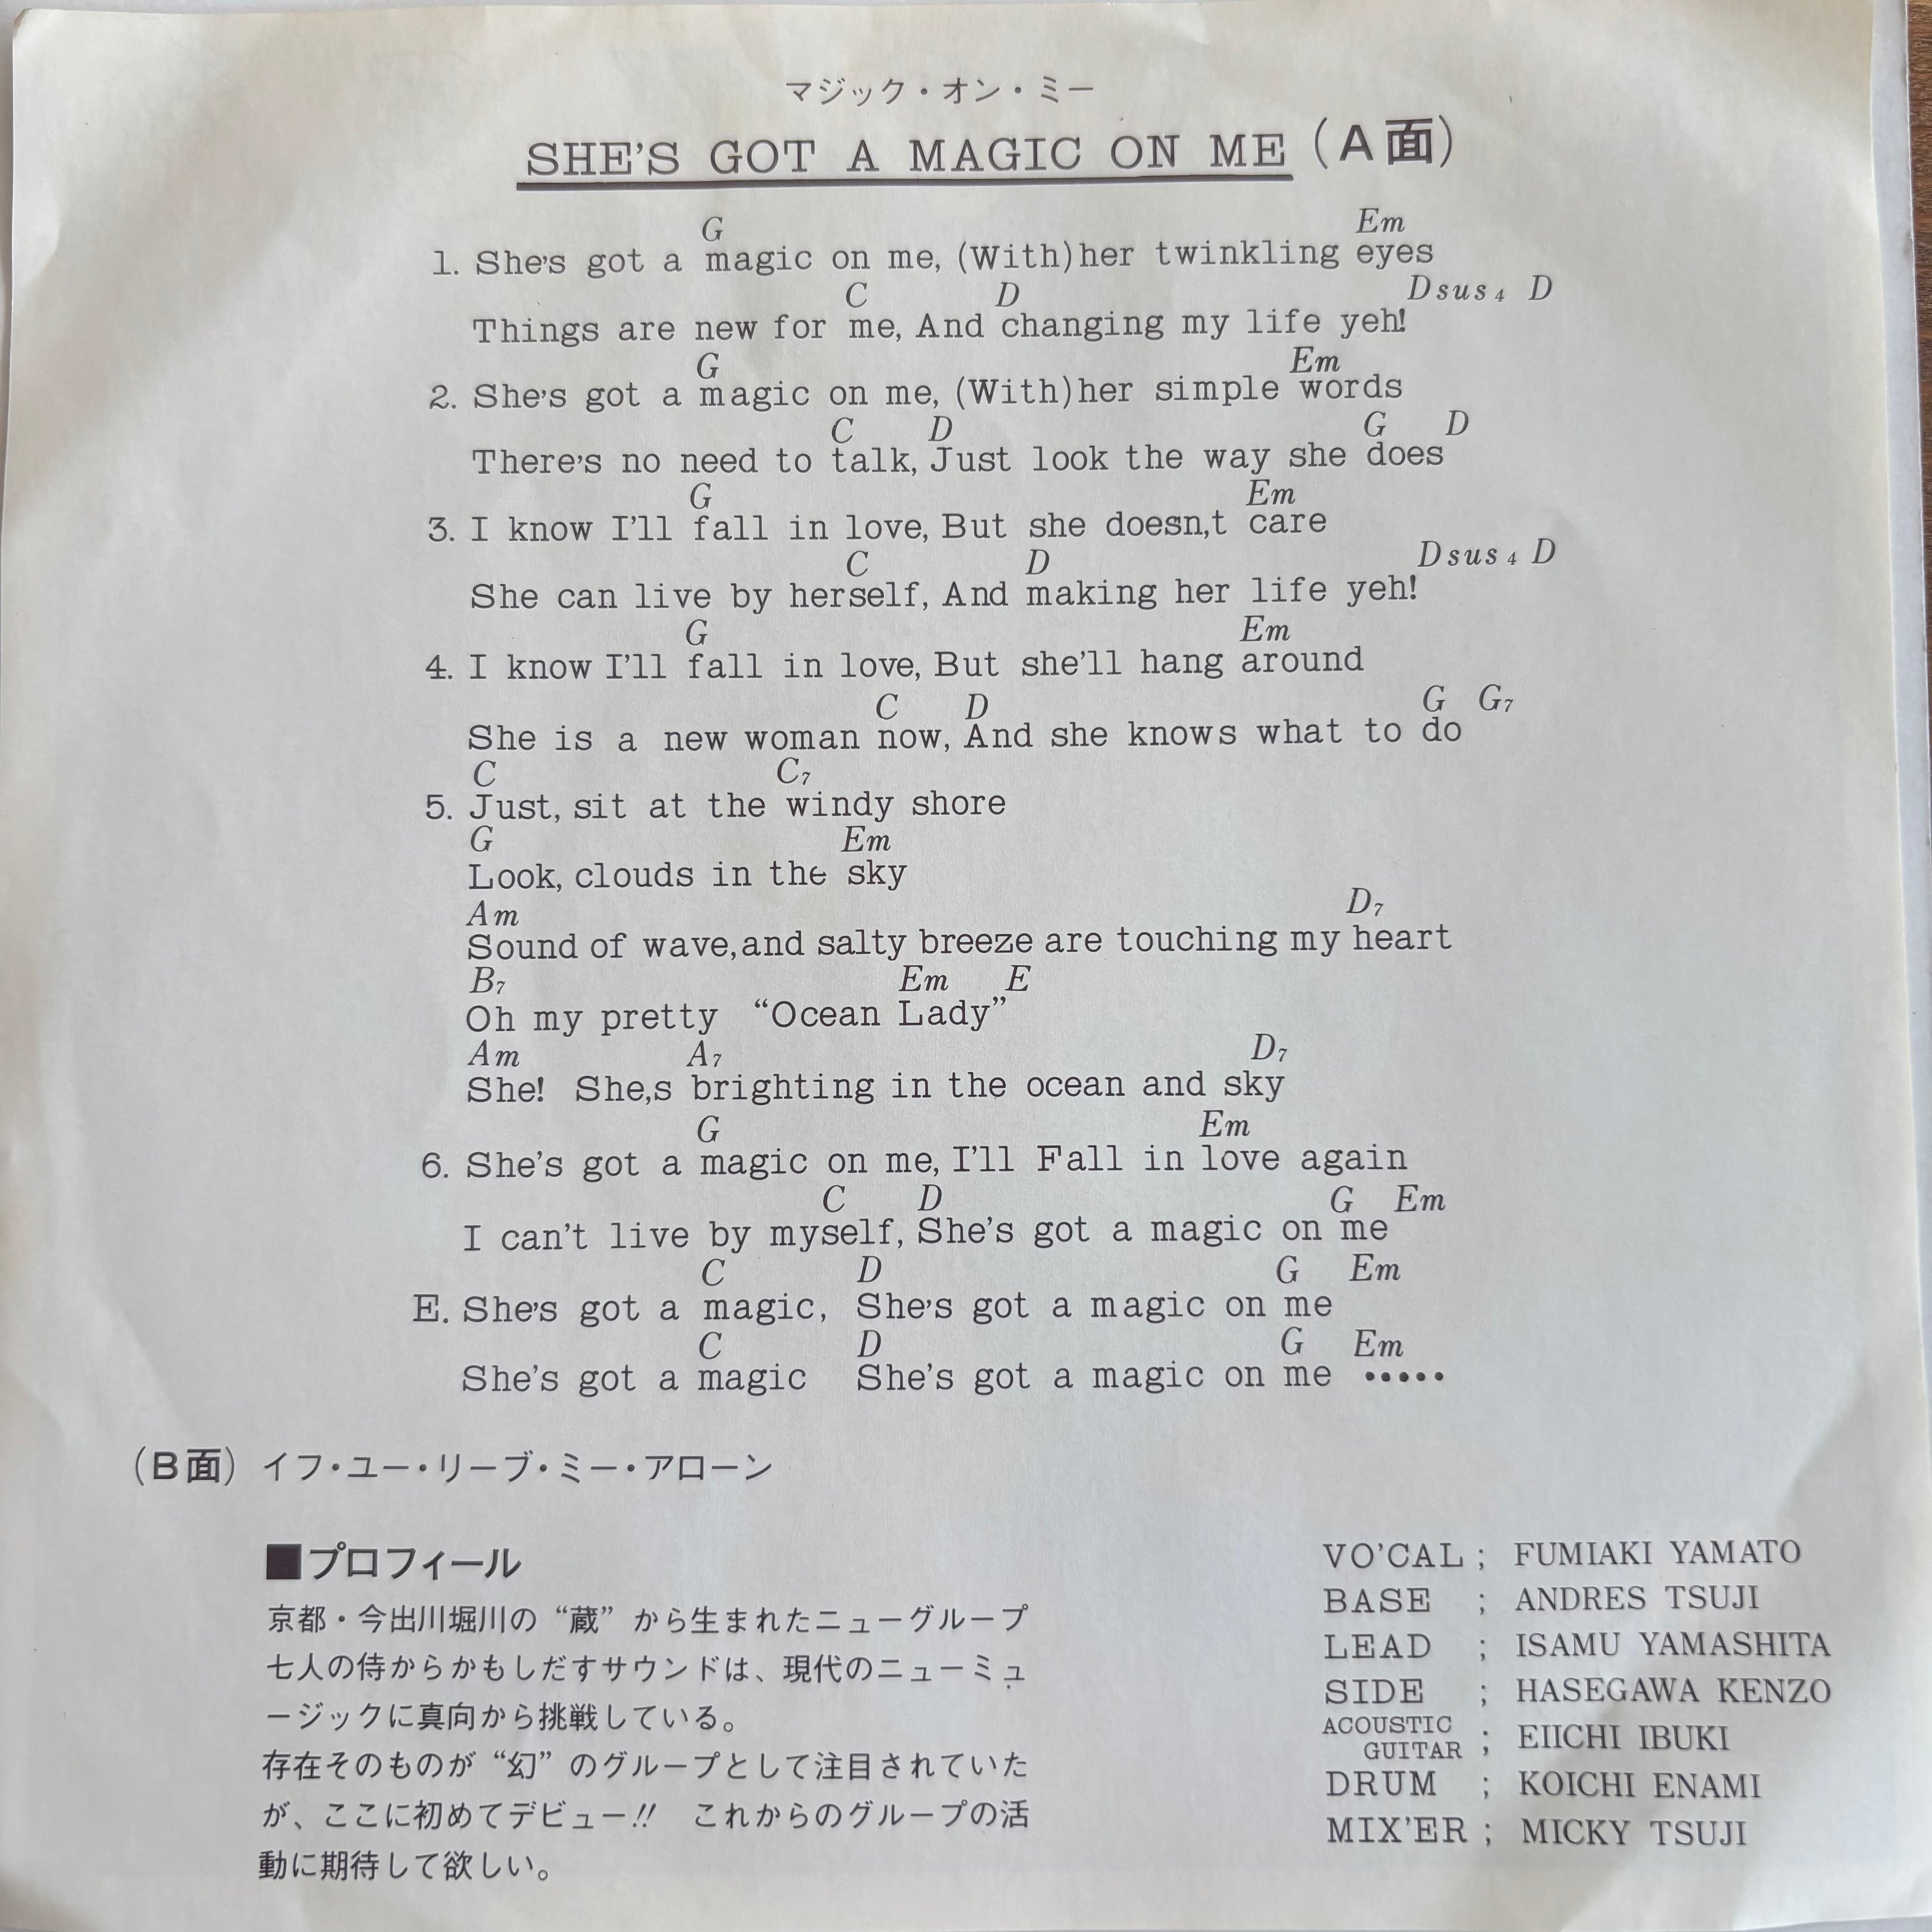 マジック・オン・ミー
SHE'S GOT A MAGIC ON ME (A面)
G Em
1. She's got a magic on me, (With)her twinkling eyes
C D Dsus4 D
Things are new for me, And changing my life yeh!
G Em
2. She's got a magic on me, (With)her simple words
C D G D
There's no need to talk, Just look the way she does
G Em
3. I know I'll fall in love, But she doesn,t care
C D Dsus4 D
She can live by herself, And making her life yeh!
G Em
4. I know I'll fall in love, But she'll hang around
C D G G7
She is a new woman now, And she knows what to do
C C7
5. Just, sit at the windy shore
G Em
Look, clouds in the sky
Am D7
Sound of wave,and salty breeze are touching my heart
B7 Em E
Oh my pretty “Ocean Lady”
Am A7 D7
She! She,s brighting in the ocean and sky
G Em
6. She's got a magic on me, I'll Fall in love again
C D G Em
I can't live by myself, She's got a magic on me
C D G Em
E. She's got a magic, She's got a magic on me
C D G Em
She's got a magic She's got a magic on me •••••
(B面) イフ・ユー・リーブ・ミー・アローン
■プロフィール
京都・今出川堀川の“蔵”から生まれたニューグループ
七人の侍からかもしだすサウンドは、現代のニューミュ
ージックに真向から挑戦している。
存在そのものが“幻”のグループとして注目されていた
が、ここに初めてデビュー!! これからのグループの活
動に期待して欲しい。
VO'CAL ; FUMIAKI YAMATO
BASE ; ANDRES TSUJI
LEAD ; ISAMU YAMASHITA
SIDE ; HASEGAWA KENZO
ACOUSTIC GUITAR ; EIICHI IBUKI
DRUM ; KOICHI ENAMI
MIX'ER ; MICKY TSUJI